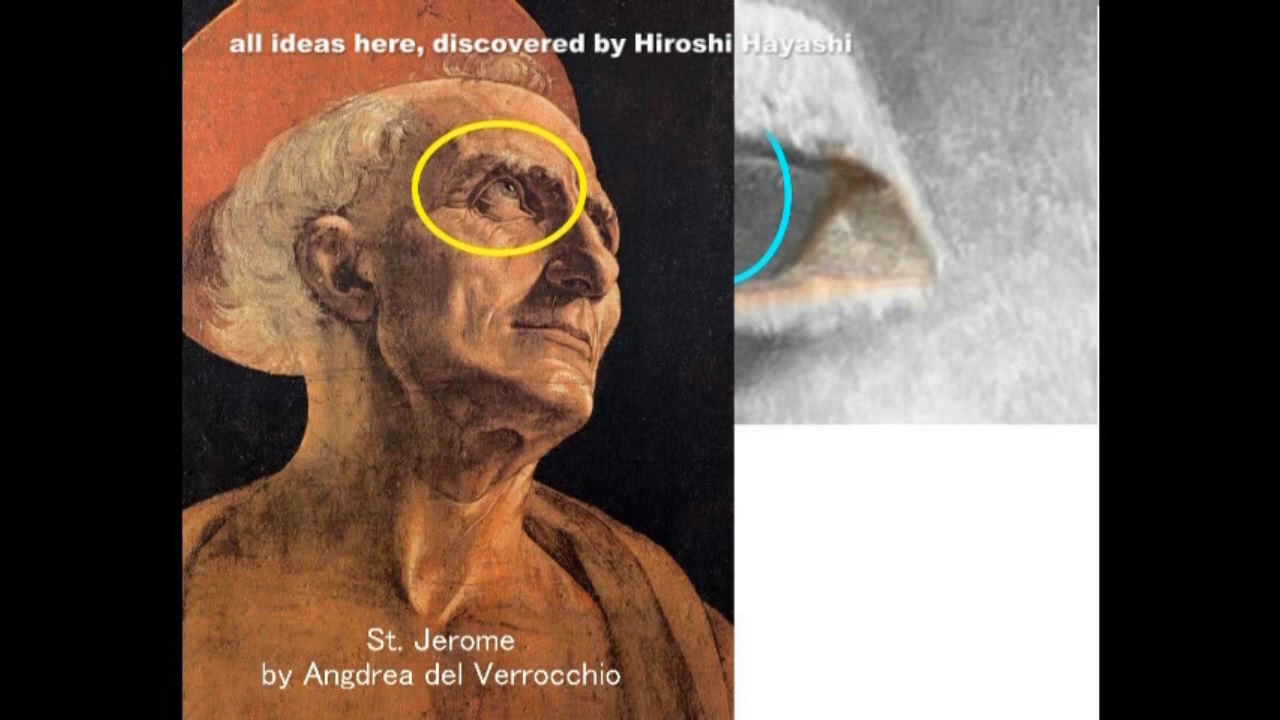 all ideas here, discovered by Hiroshi Hayashi
St. Jerome
by Angdrea del Verrocchio